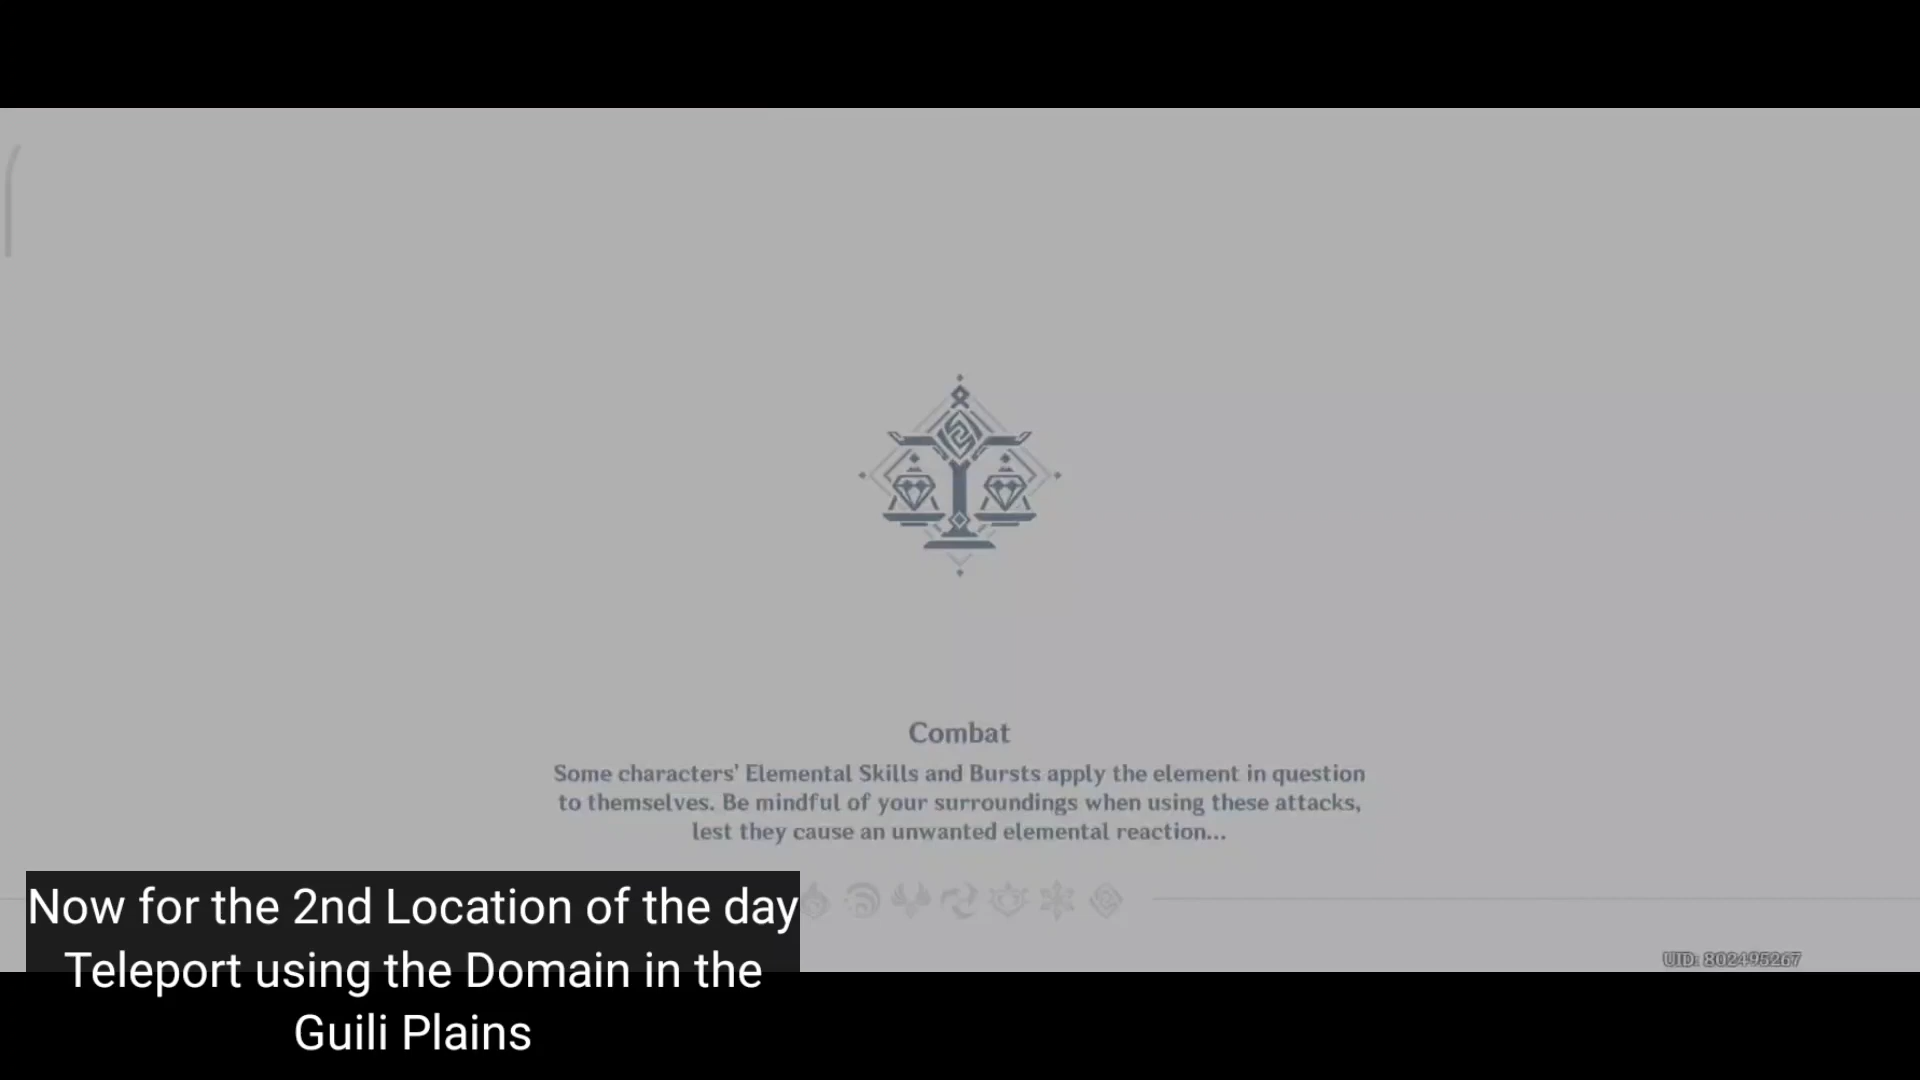 Combat
Some characters' Elemental Skills and Bursts apply the element in question
to themselves. Be mindful of your surroundings when using these attacks,
lest they cause an unwanted elemental reaction...
Now for the 2nd Location of the day
Teleport using the Domain in the
Guili Plains
UID: 802495267